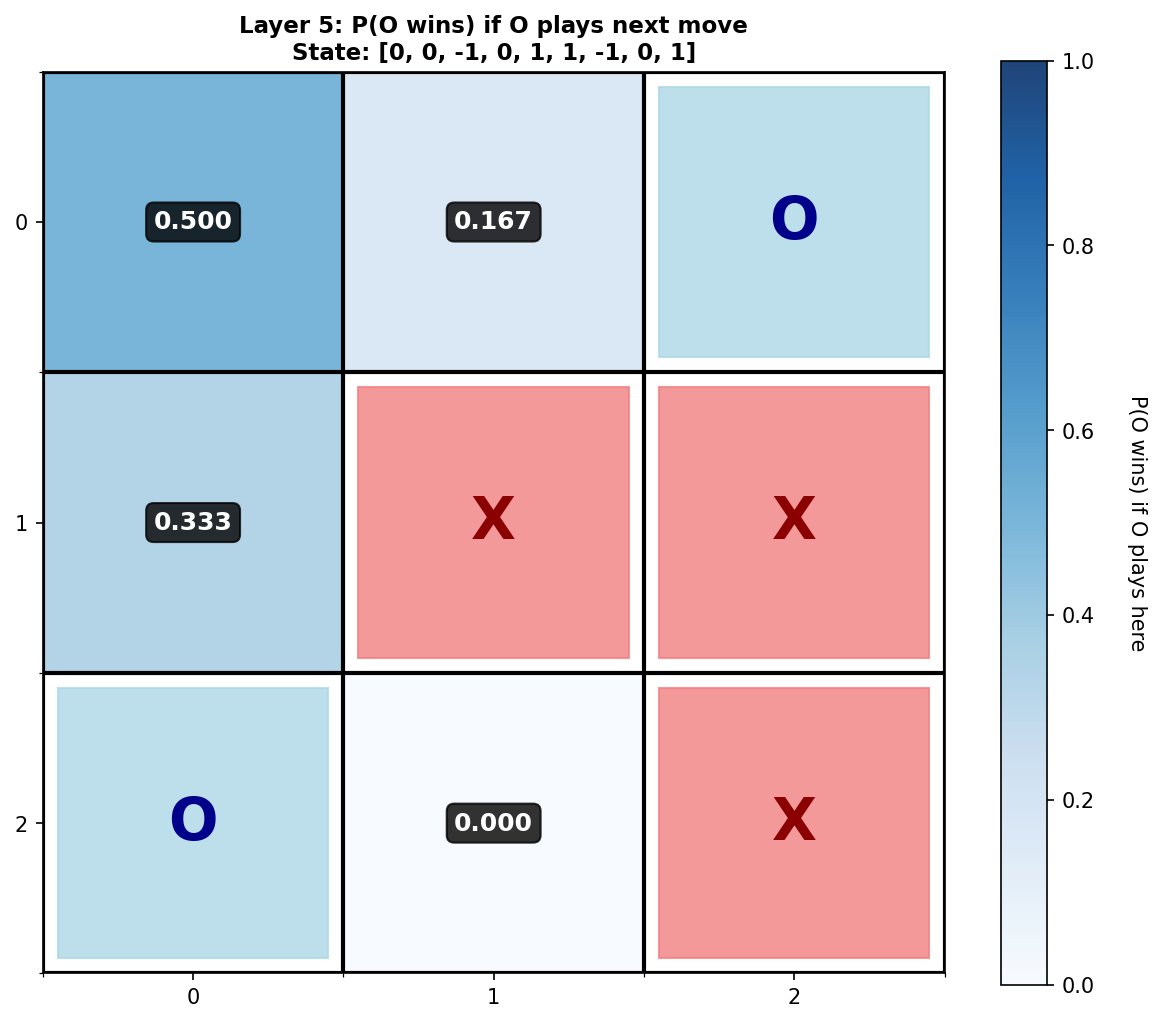 Layer 5: P(O wins) if O plays next move
State: [0, 0, -1, 0, 1, 1, -1, 0, 1]
0.500 0.167 O
0.333 X X
O 0.000 X
0
1
2
0 1 2
1.0
0.8
0.6
0.4
0.2
0.0
P(O wins) if O plays here